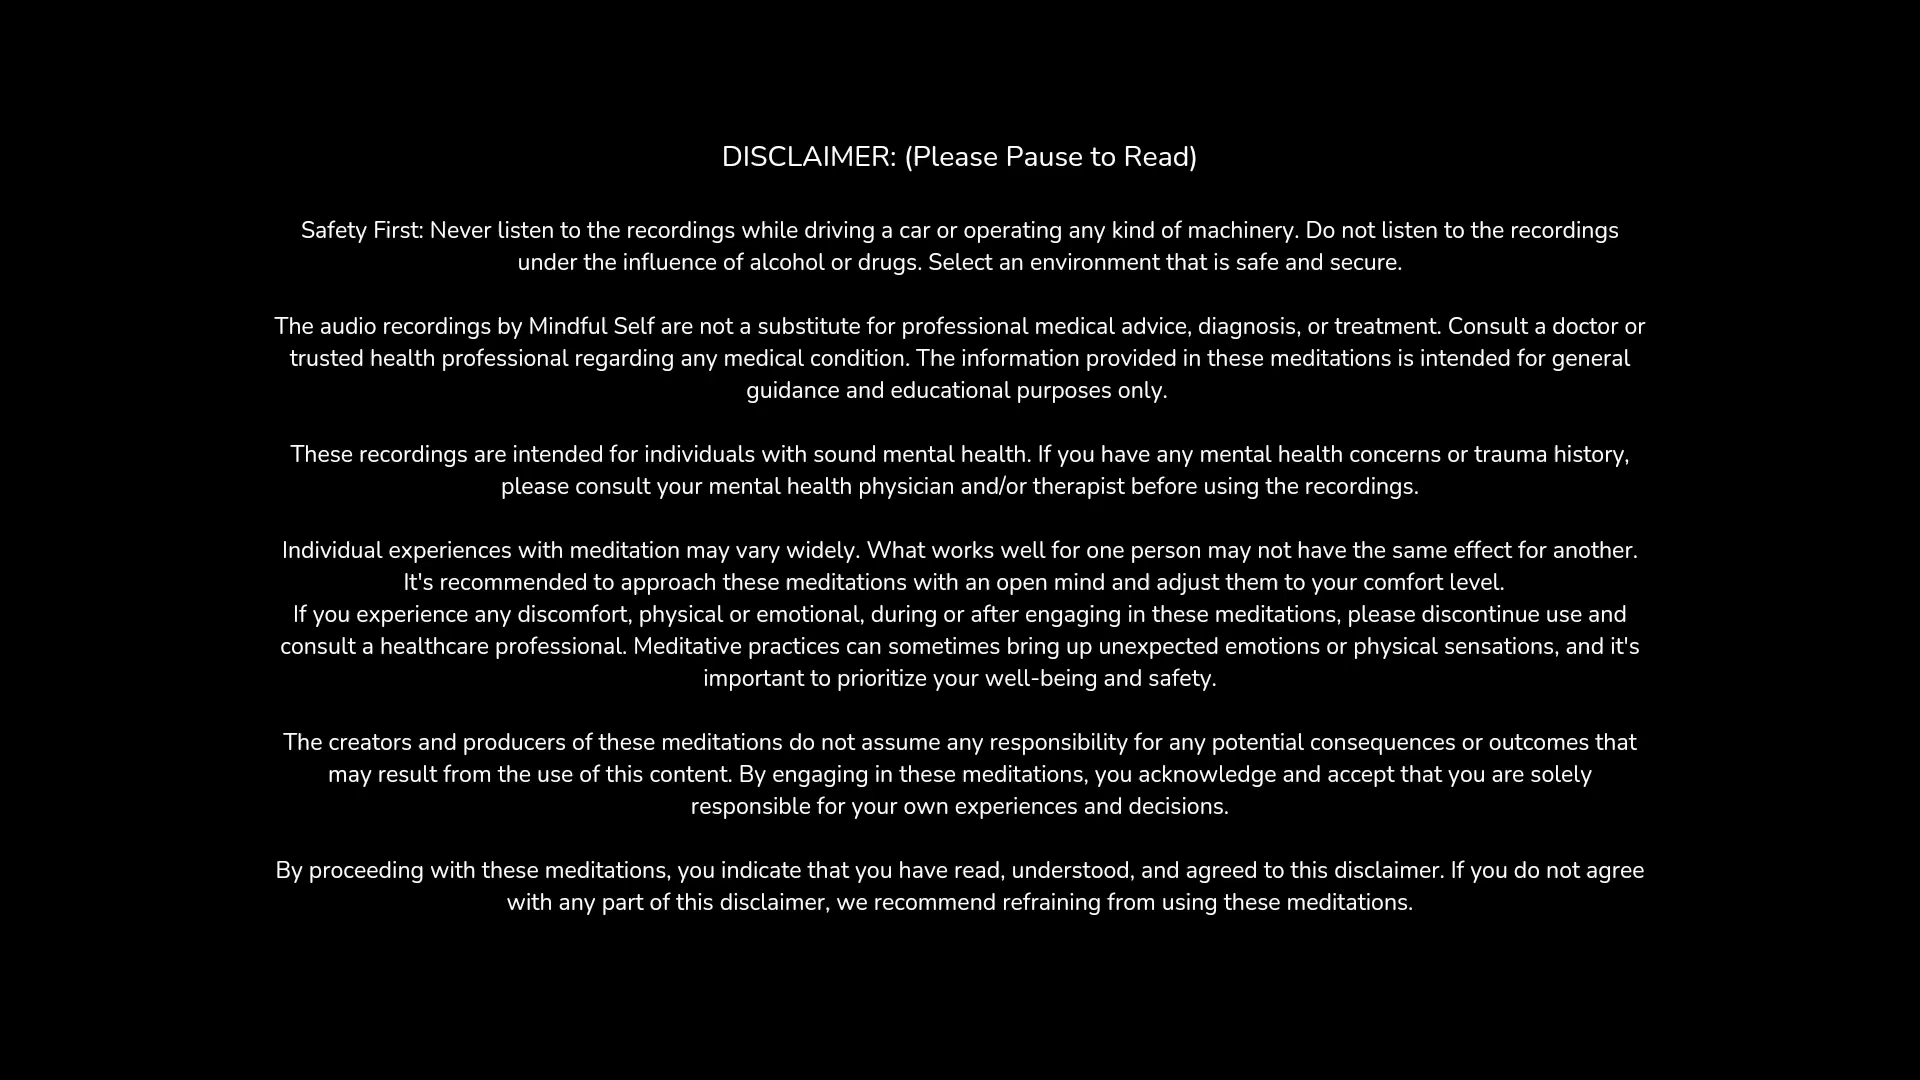 DISCLAIMER: (Please Pause to Read)
Safety First: Never listen to the recordings while driving a car or operating any kind of machinery. Do not listen to the recordings
under the influence of alcohol or drugs. Select an environment that is safe and secure.
The audio recordings by Mindful Self are not a substitute for professional medical advice, diagnosis, or treatment. Consult a doctor or
trusted health professional regarding any medical condition. The information provided in these meditations is intended for general
guidance and educational purposes only.
These recordings are intended for individuals with sound mental health. If you have any mental health concerns or trauma history,
please consult your mental health physician and/or therapist before using the recordings.
Individual experiences with meditation may vary widely. What works well for one person may not have the same effect for another.
It's recommended to approach these meditations with an open mind and adjust them to your comfort level.
If you experience any discomfort, physical or emotional, during or after engaging in these meditations, please discontinue use and
consult a healthcare professional. Meditative practices can sometimes bring up unexpected emotions or physical sensations, and it's
important to prioritize your well-being and safety.
The creators and producers of these meditations do not assume any responsibility for any potential consequences or outcomes that
may result from the use of this content. By engaging in these meditations, you acknowledge and accept that you are solely
responsible for your own experiences and decisions.
By proceeding with these meditations, you indicate that you have read, understood, and agreed to this disclaimer. If you do not agree
with any part of this disclaimer, we recommend refraining from using these meditations.